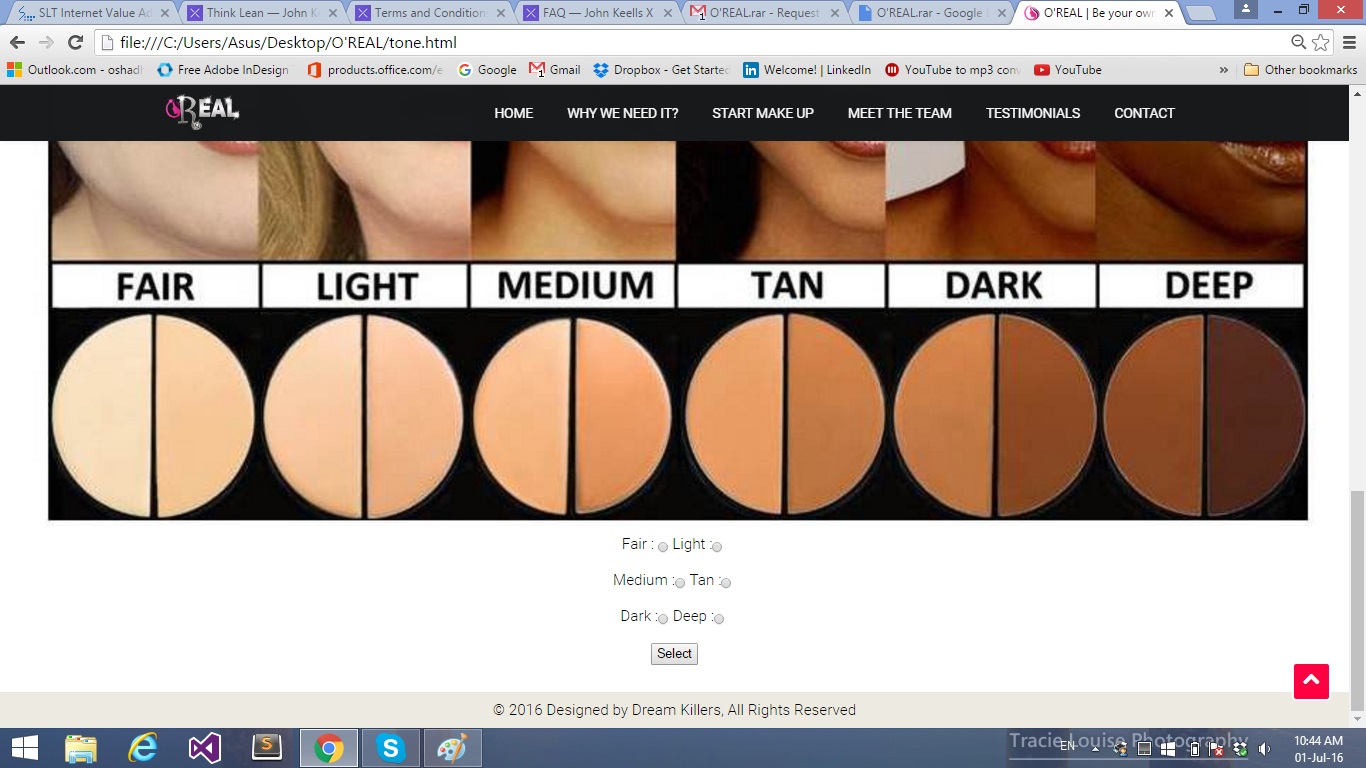 SLT Internet Value Ad
Think Lean — John K
Terms and Condition
FAQ — John Keells X
O'REAL.rar - Request
O'REAL.rar - Google
O'REAL | Be your own
file:///C:/Users/Asus/Desktop/O'REAL/tone.html
Outlook.com - oshadh
Free Adobe InDesign
products.office.com/e
Google
Gmail
Dropbox - Get Started
Welcome! | LinkedIn
YouTube to mp3 conv
YouTube
»
Other bookmarks
O'REAL
HOME
WHY WE NEED IT?
START MAKE UP
MEET THE TEAM
TESTIMONIALS
CONTACT
FAIR
LIGHT
MEDIUM
TAN
DARK
DEEP
Fair : Light :
Medium : Tan :
Dark : Deep :
Select
© 2016 Designed by Dream Killers, All Rights Reserved
Tracie Louise Photography
EN
10:44 AM
01-Jul-16